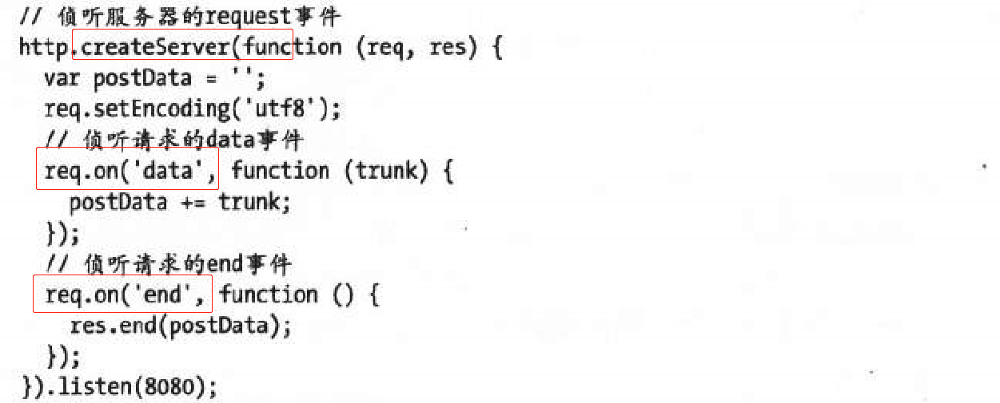 // 侦听服务器的request事件
http.createServer(function (req, res) {
  var postData = '';
  req.setEncoding('utf8');
  // 侦听请求的data事件
  req.on('data', function (trunk) {
    postData += trunk;
  });
  // 侦听请求的end事件
  req.on('end', function () {
    res.end(postData);
  });
}).listen(8080);